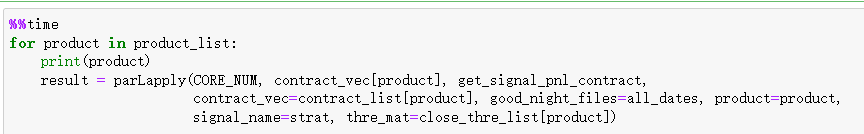 %%time
for product in product_list:
    print(product)
    result = parLapply(CORE_NUM, contract_vec[product], get_signal_pnl_contract,
                       contract_vec=contract_list[product], good_night_files=all_dates, product=product,
                       signal_name=strat, thre_mat=close_thre_list[product])